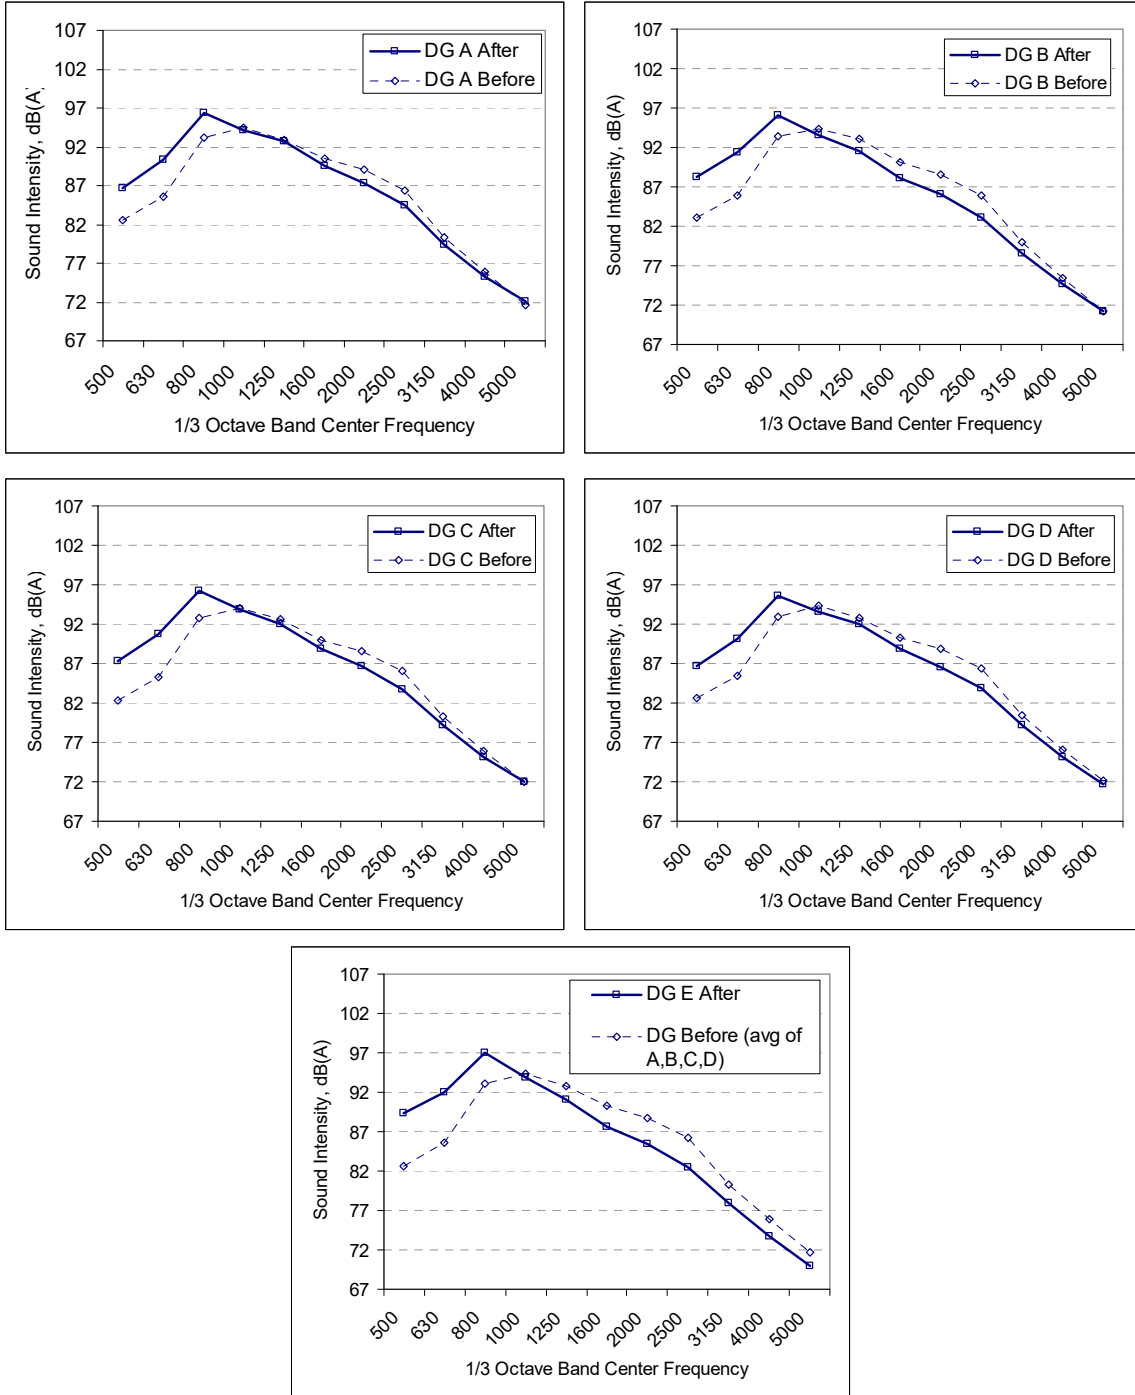 107
102
97
92
87
82
77
72
67
Sound Intensity, dB(A)
DG A After
DG A Before
500 630 800 1000 1250 1600 2000 2500 3150 4000 5000
1/3 Octave Band Center Frequency
107
102
97
92
87
82
77
72
67
Sound Intensity, dB(A)
DG B After
DG B Before
500 630 800 1000 1250 1600 2000 2500 3150 4000 5000
1/3 Octave Band Center Frequency
107
102
97
92
87
82
77
72
67
Sound Intensity, dB(A)
DG C After
DG C Before
500 630 800 1000 1250 1600 2000 2500 3150 4000 5000
1/3 Octave Band Center Frequency
107
102
97
92
87
82
77
72
67
Sound Intensity, dB(A)
DG D After
DG D Before
500 630 800 1000 1250 1600 2000 2500 3150 4000 5000
1/3 Octave Band Center Frequency
107
102
97
92
87
82
77
72
67
Sound Intensity, dB(A)
DG E After
DG Before (avg of
A,B,C,D)
500 630 800 1000 1250 1600 2000 2500 3150 4000 5000
1/3 Octave Band Center Frequency